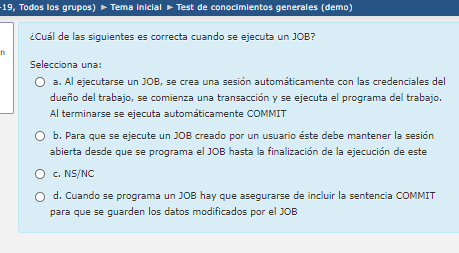 -19, Todos los grupos) ► Tema inicial ► Test de conocimientos generales (demo)
n
¿Cuál de las siguientes es correcta cuando se ejecuta un JOB?
Selecciona una:
a. Al ejecutarse un JOB, se crea una sesión automáticamente con las credenciales del
dueño del trabajo, se comienza una transacción y se ejecuta el programa del trabajo.
Al terminarse se ejecuta automáticamente COMMIT
b. Para que se ejecute un JOB creado por un usuario éste debe mantener la sesión
abierta desde que se programa el JOB hasta la finalización de la ejecución de este
c. NS/NC
d. Cuando se programa un JOB hay que asegurarse de incluir la sentencia COMMIT
para que se guarden los datos modificados por el JOB